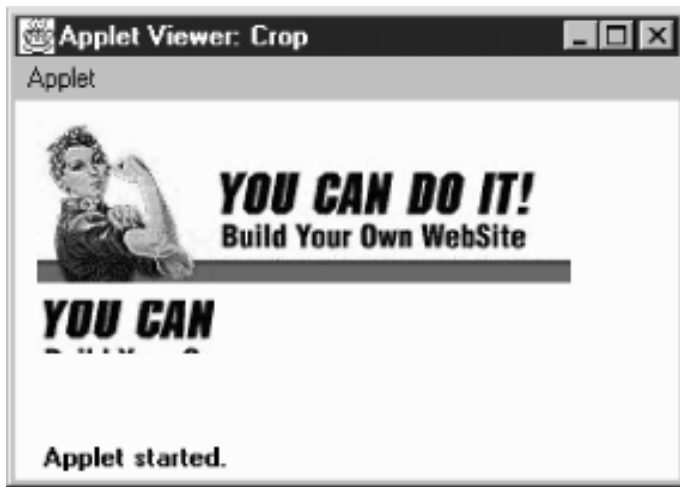 Applet Viewer: Crop
Applet
YOU CAN DO IT!
Build Your Own WebSite
YOU CAN
Applet started.